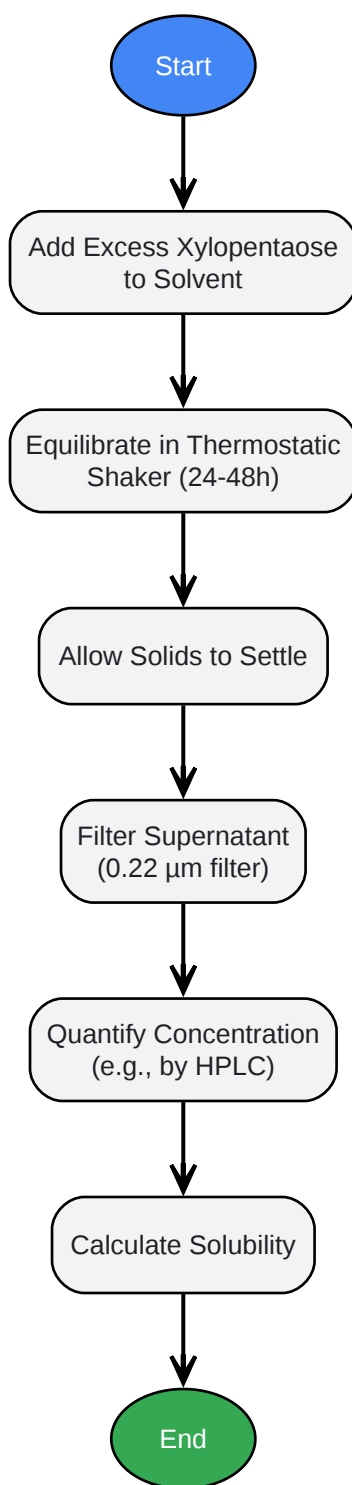 Start
Add Excess Xylopentaose
to Solvent
Equilibrate in Thermostatic
Shaker (24-48h)
Allow Solids to Settle
Filter Supernatant
(0.22 µm filter)
Quantify Concentration
(e.g., by HPLC)
Calculate Solubility
End